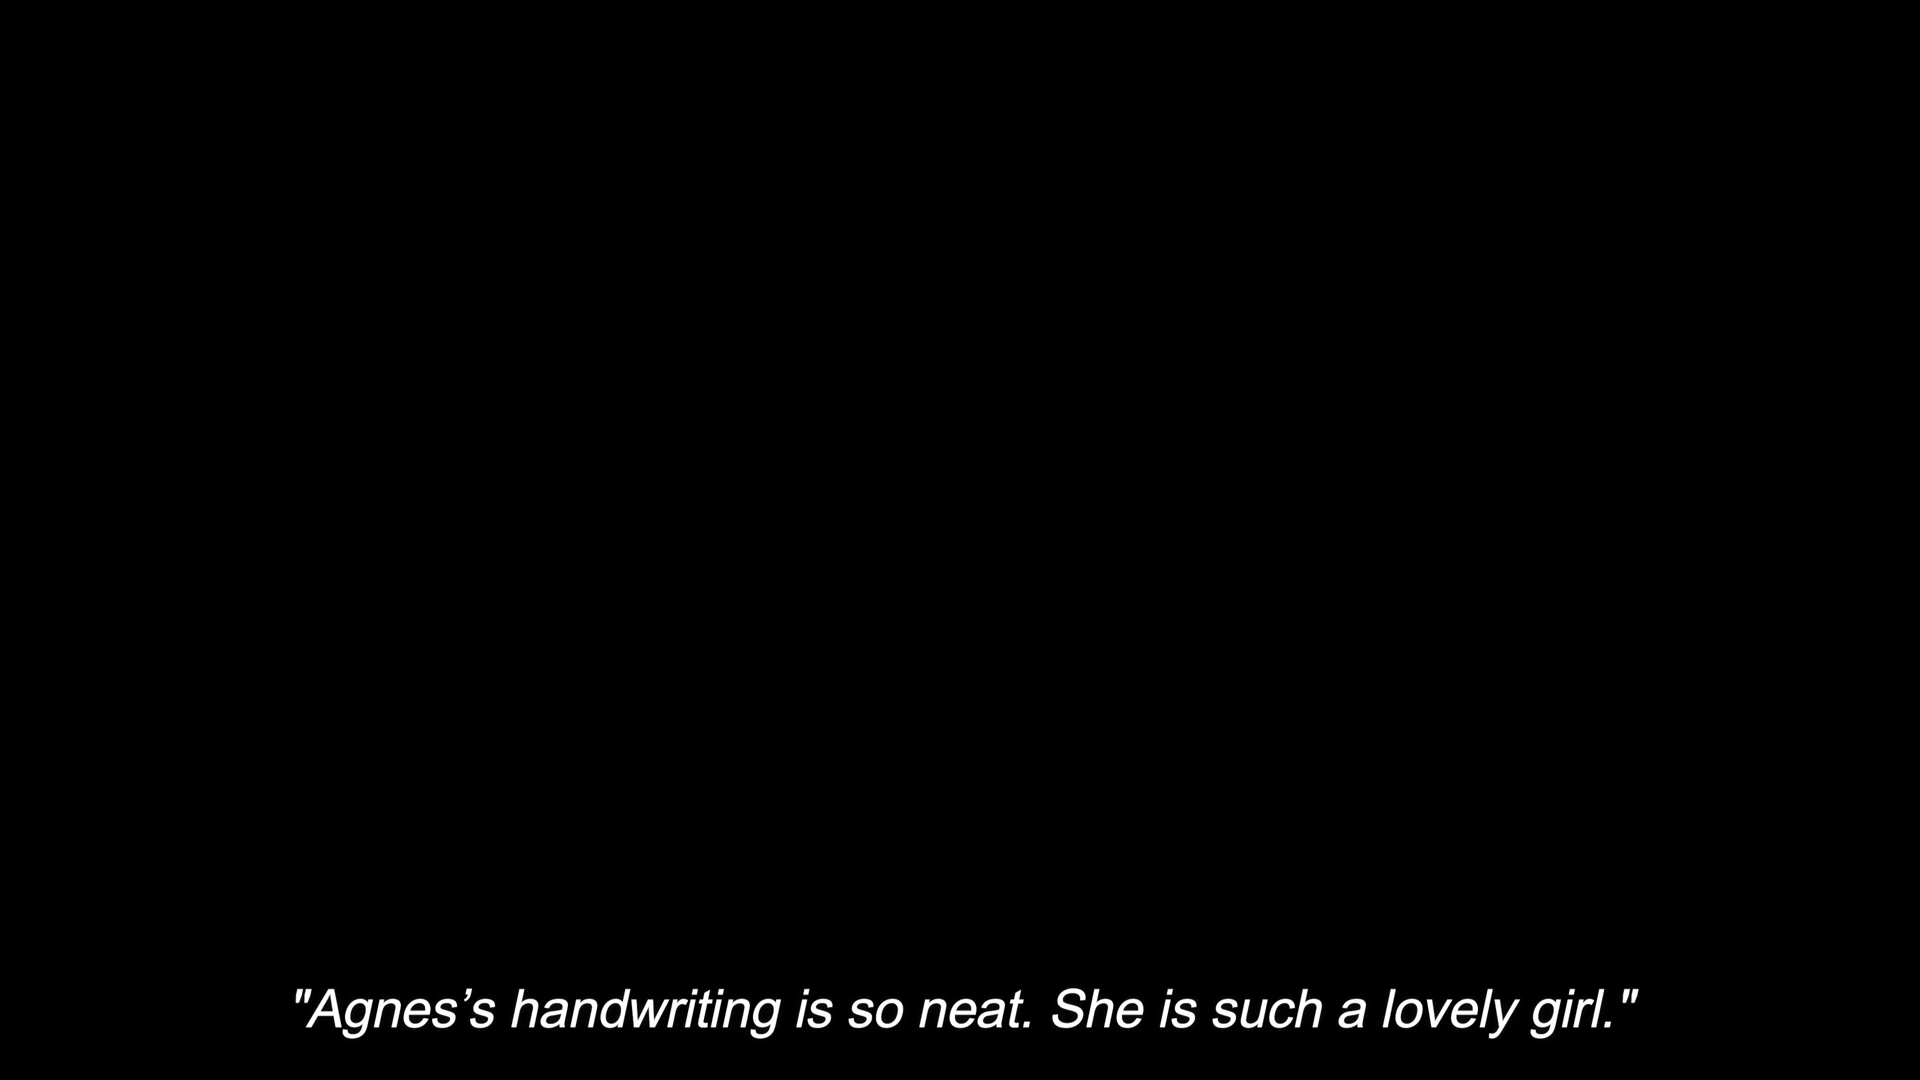 "Agnes’s handwriting is so neat. She is such a lovely girl."